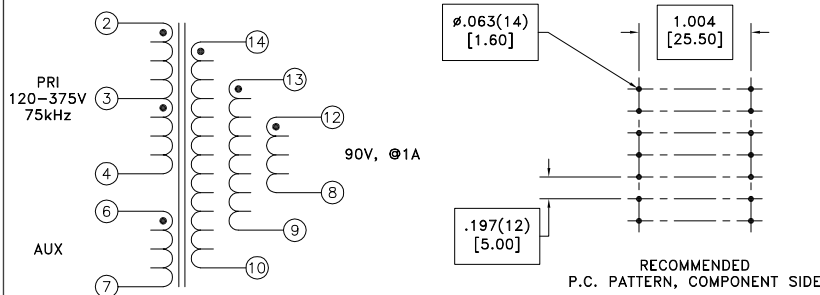 2
14
13
PRI
120-375V
75kHz
3
12
90V, @1A
4
8
6
9
AUX
10
7
ø.063(14)
[1.60]
1.004
[25.50]
.197(12)
[5.00]
RECOMMENDED
P.C. PATTERN, COMPONENT SIDE